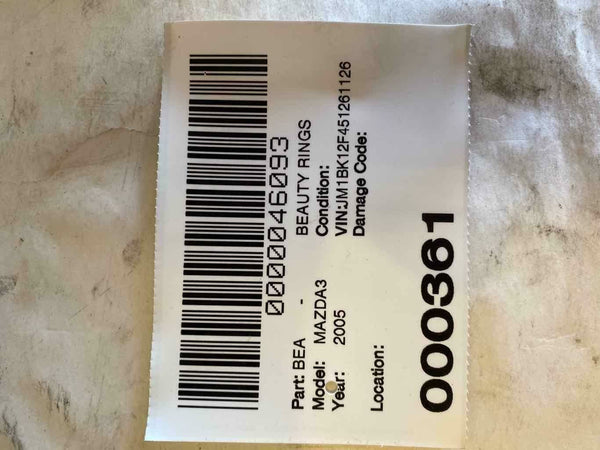 0000046093
Part: BEA - BEAUTY RINGS
Model: MAZDA3 Condition:
Year: 2005 VIN:JM1BK12F451261126
Damage Code:
Location:
000361